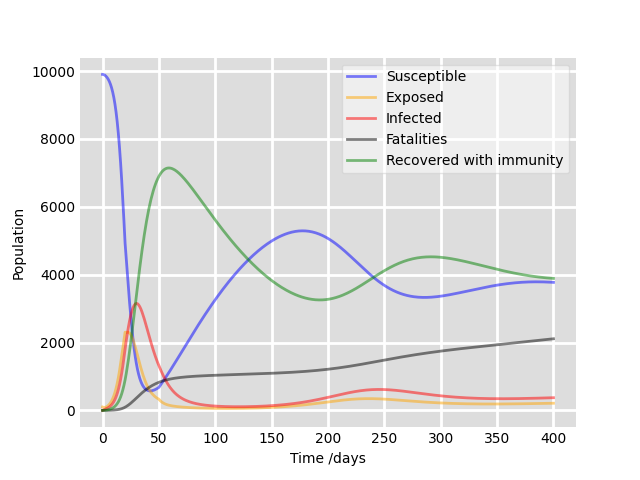 10000
8000
6000
4000
2000
0
Population
Susceptible
Exposed
Infected
Fatalities
Recovered with immunity
0 50 100 150 200 250 300 350 400
Time /days